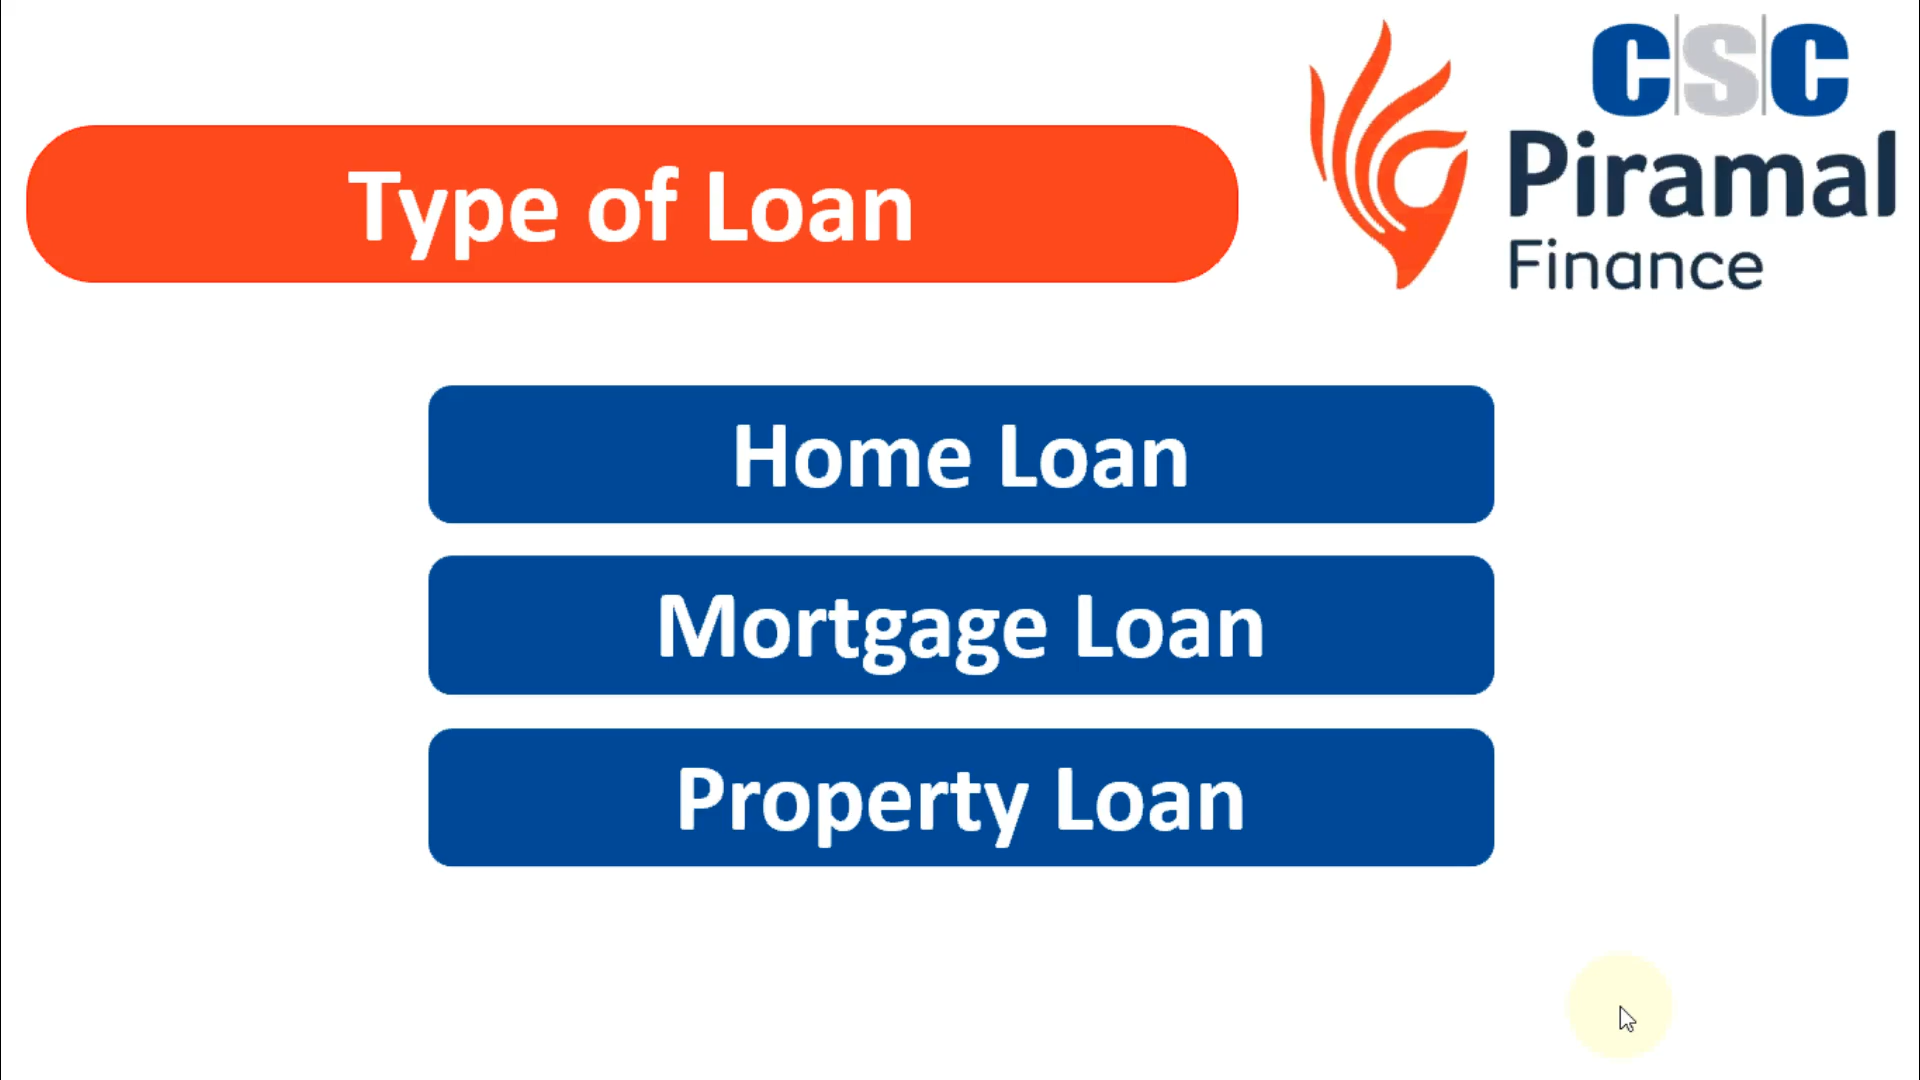 CSC
Piramal
Finance
Type of Loan
Home Loan
Mortgage Loan
Property Loan